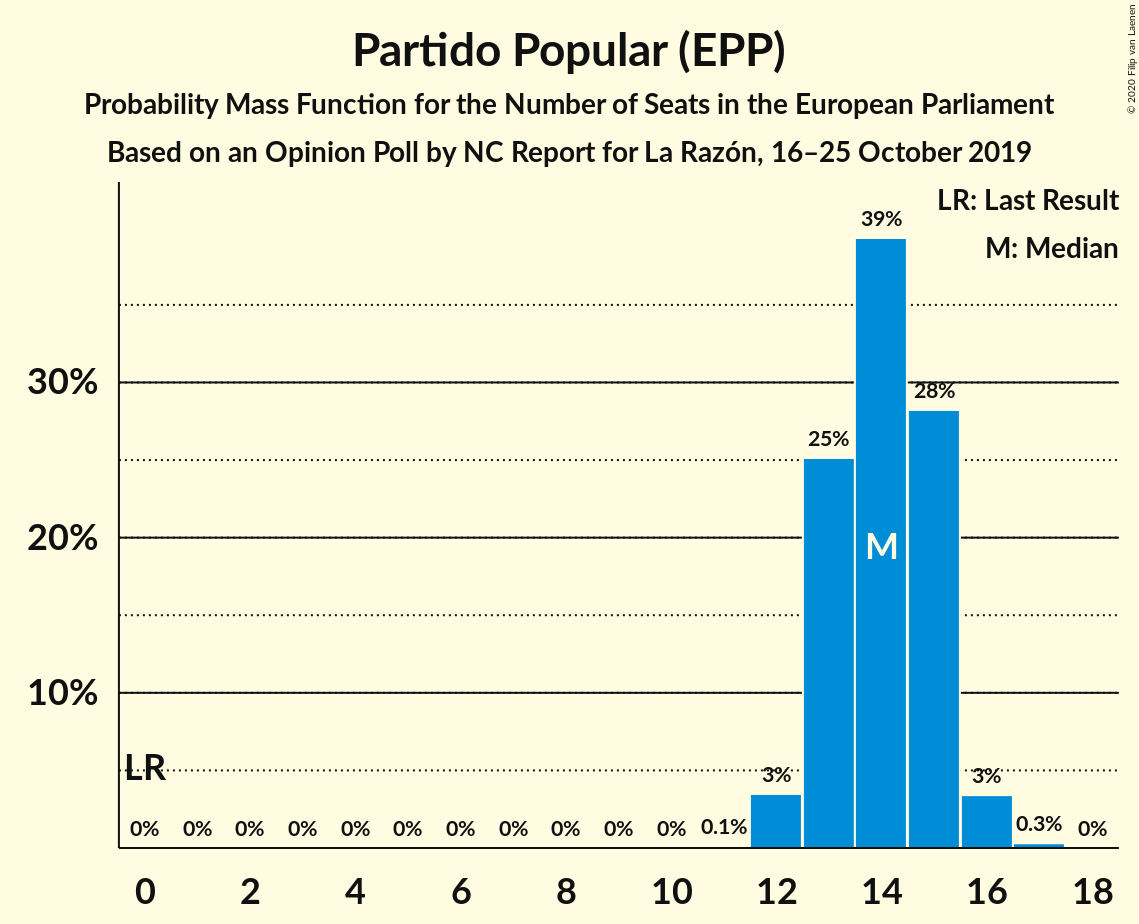 Partido Popular (EPP)
Probability Mass Function for the Number of Seats in the European Parliament
Based on an Opinion Poll by NC Report for La Razón, 16–25 October 2019
© 2020 Filip van Laenen
LR: Last Result
M: Median
39%
30%
28%
25%
20%
M
10%
LR
3%
3%
0% 0% 0% 0% 0% 0% 0% 0% 0% 0% 0% 0.1% 0.3% 0%
0 2 4 6 8 10 12 14 16 18